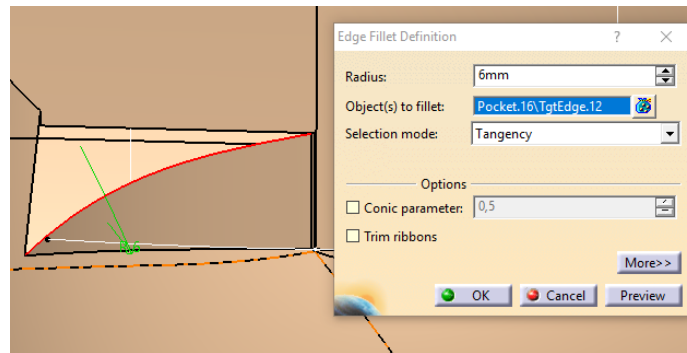 Edge Fillet Definition ? ×
Radius: 6mm
Object(s) to fillet: Pocket.16\TgtEdge.12
Selection mode: Tangency
Options
Conic parameter: 0,5
Trim ribbons
More>>
OK Cancel Preview